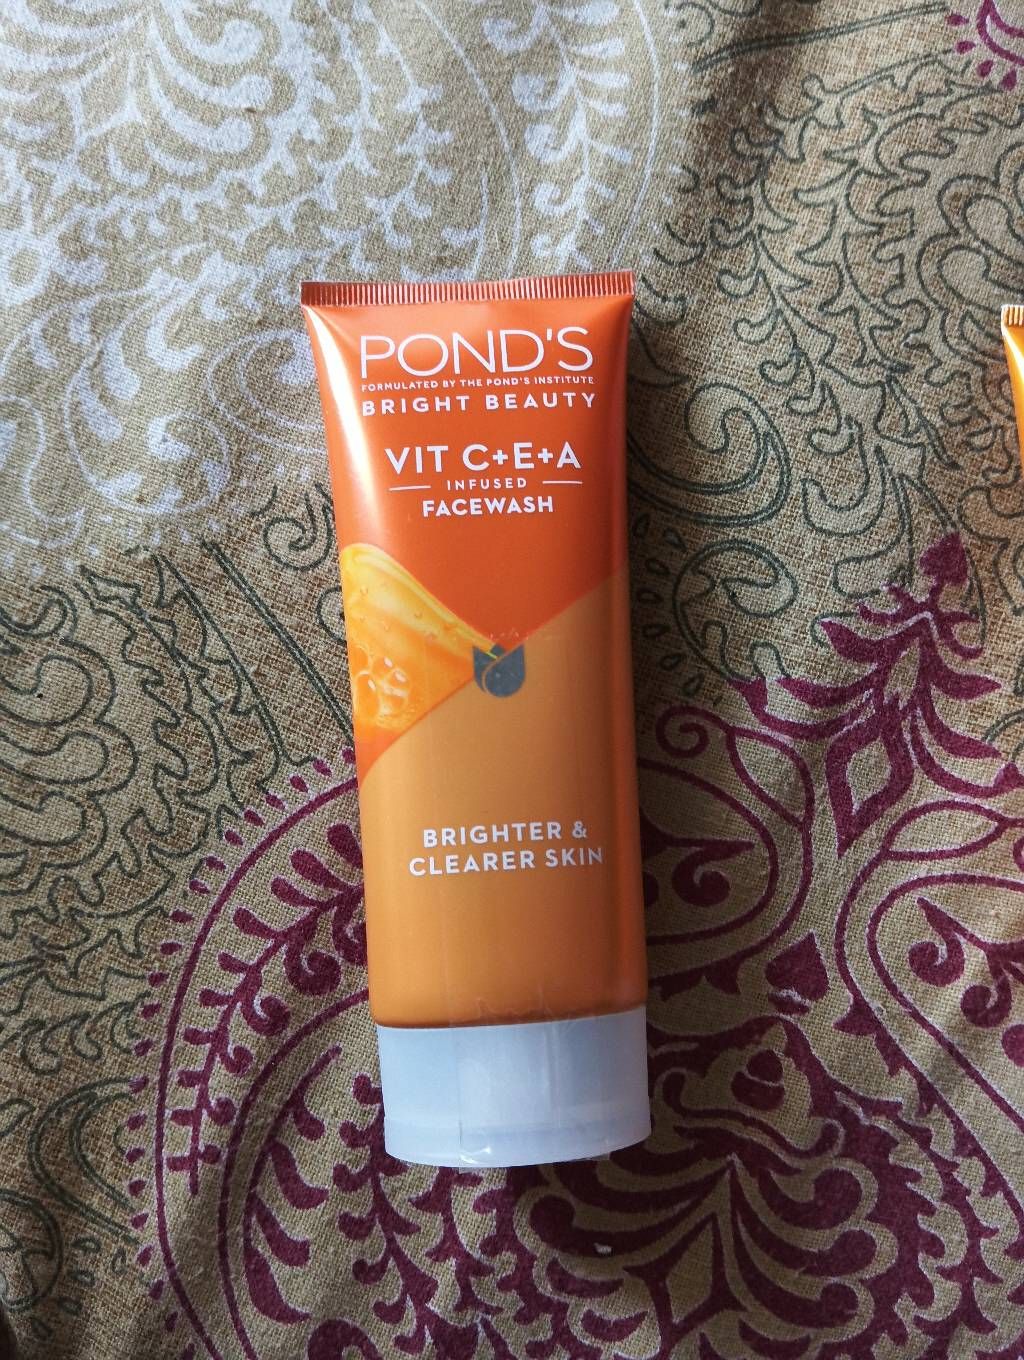 POND'S
FORMULATED BY THE POND'S INSTITUTE
BRIGHT BEAUTY
VIT C+E+A
INFUSED
FACEWASH
BRIGHTER &
CLEARER SKIN